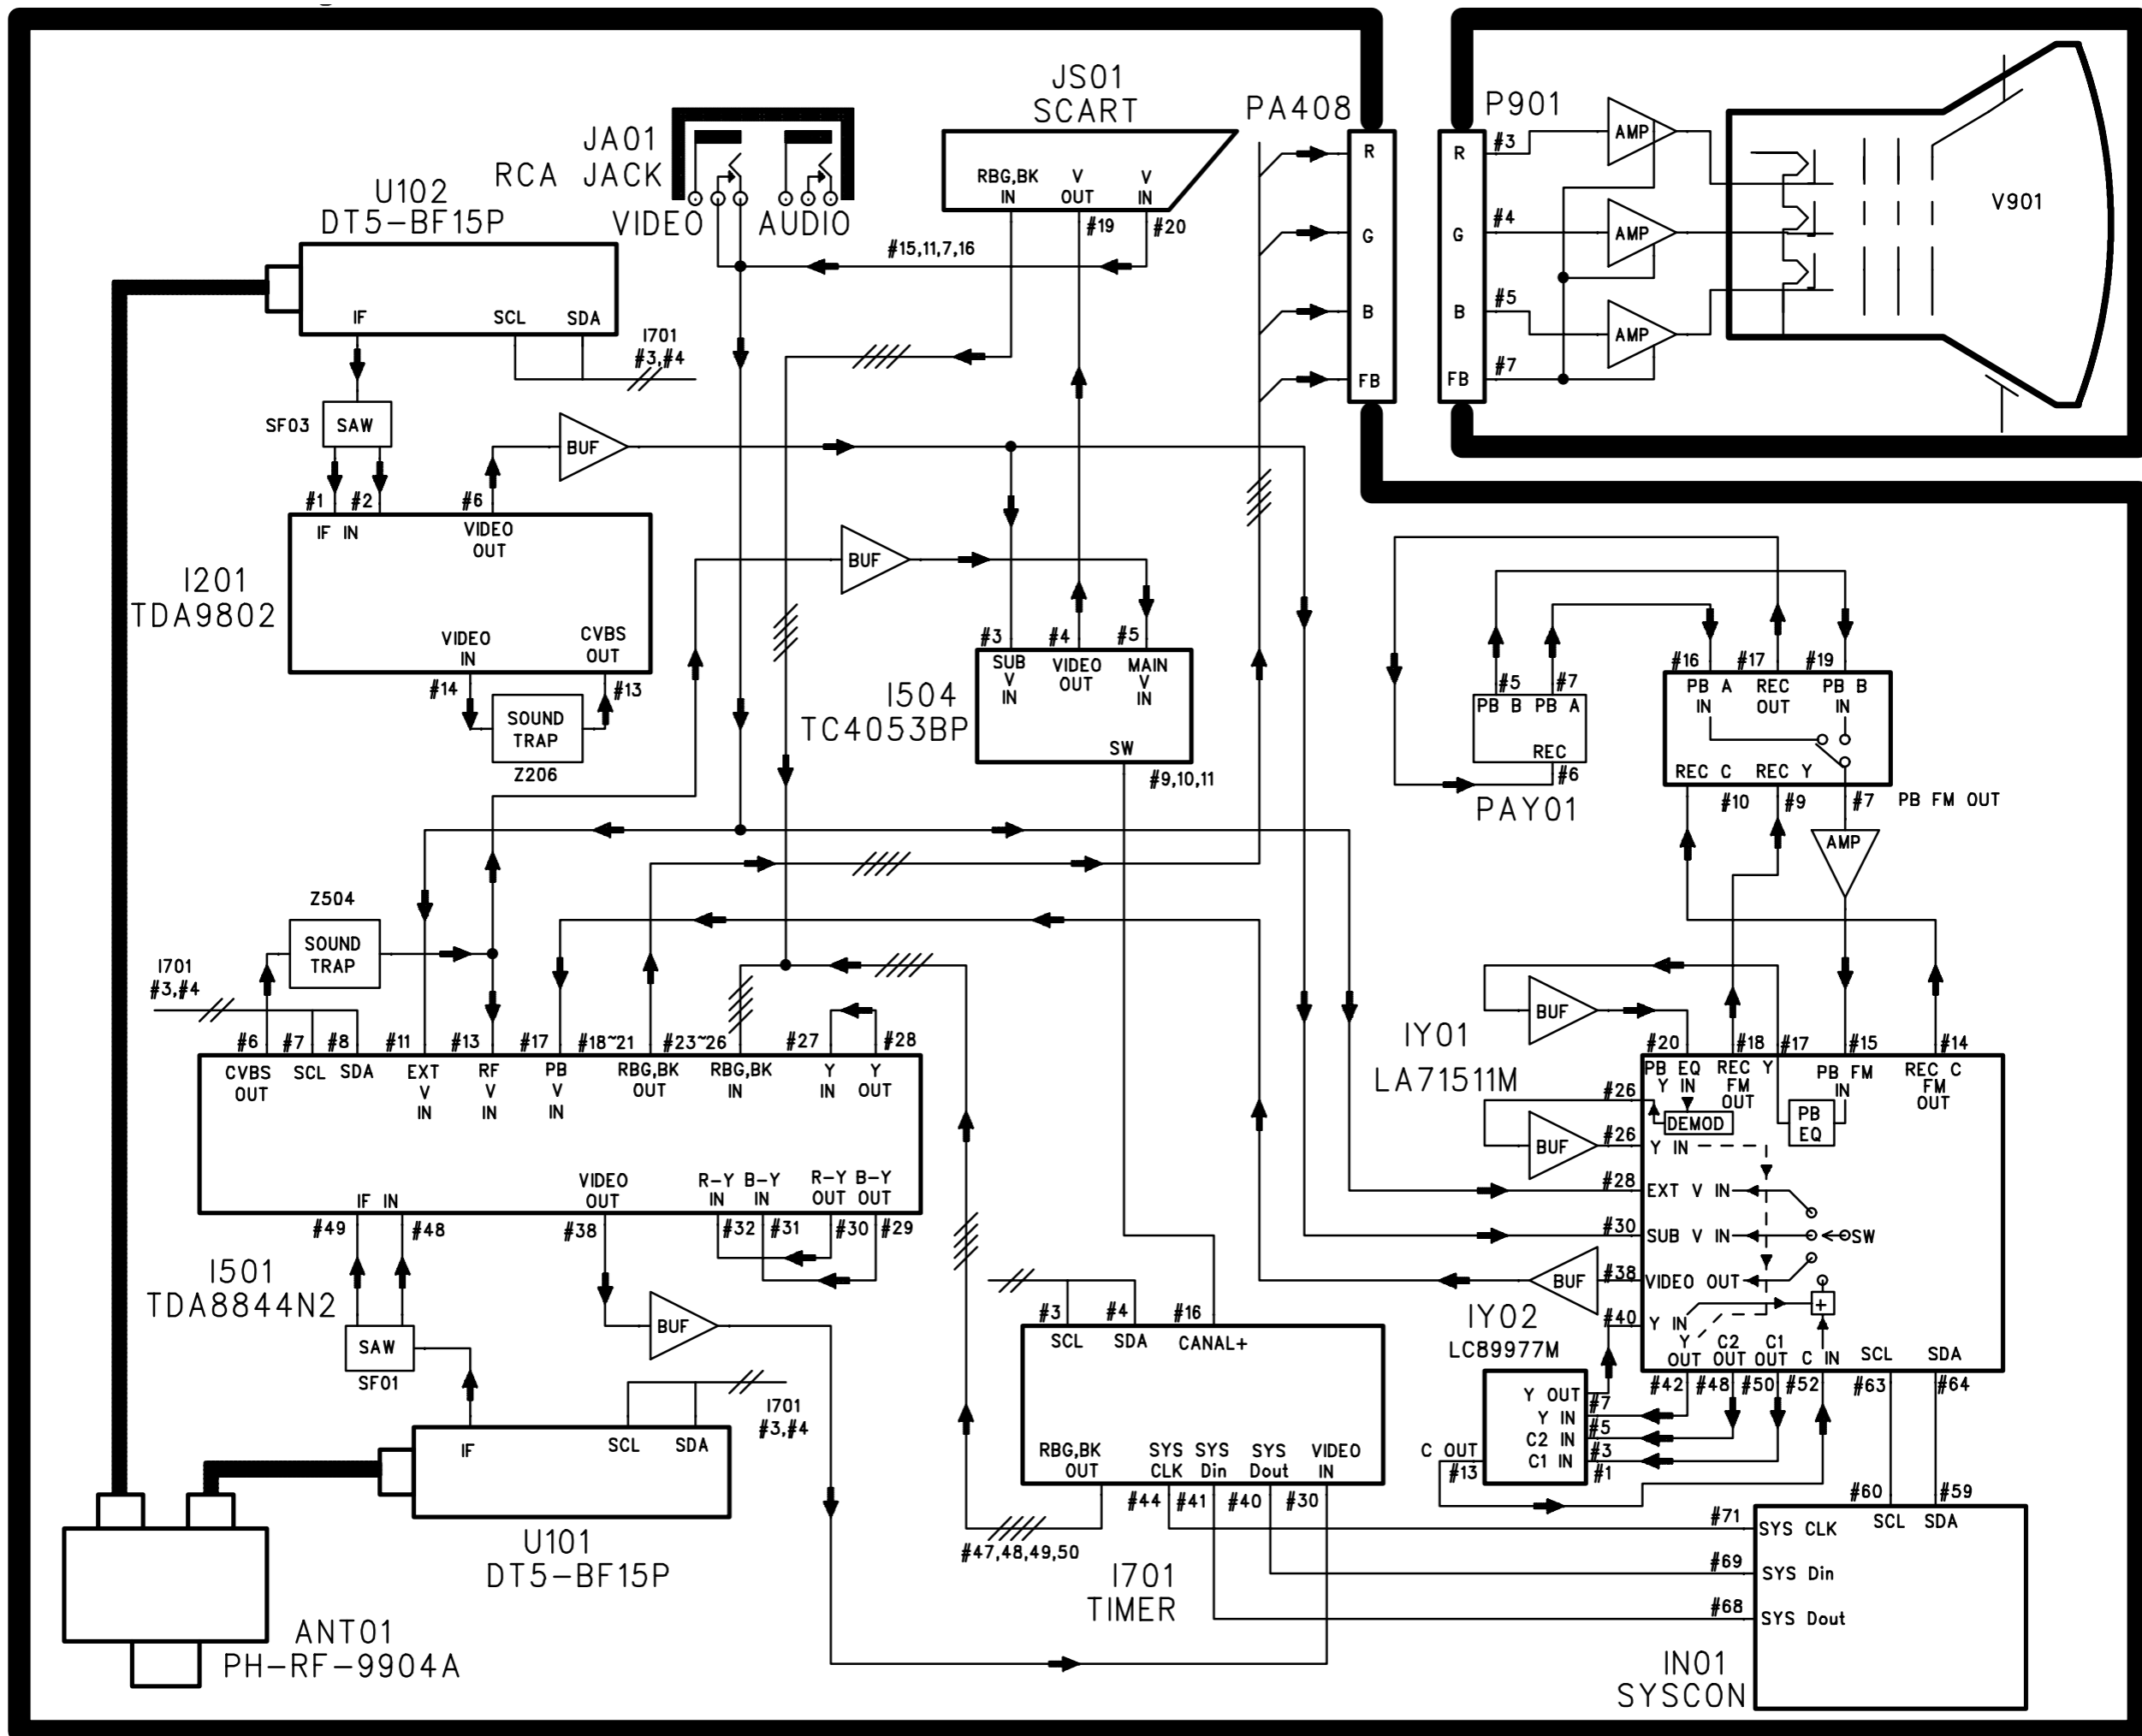 JS01
SCART
RBG,BK
IN
V
OUT
V
IN
#19
#20
#15,11,7,16
JA01
RCA JACK
VIDEO
AUDIO
PA408
R
G
B
FB
P901
R
G
B
FB
#3
#4
#5
#7
AMP
AMP
AMP
V901
U102
DT5-BF15P
IF
SCL
SDA
I701
#3,#4
SF03
SAW
BUF
#1
#2
#6
IF IN
VIDEO
OUT
I201
TDA9802
VIDEO
IN
CVBS
OUT
#14
#13
SOUND
TRAP
Z206
BUF
#3
#4
#5
SUB
V
IN
VIDEO
OUT
MAIN
V
IN
I504
TC4053BP
SW
#9,10,11
#5
#7
PB B
PB A
REC
#6
PAY01
#16
#17
#19
PB A
IN
REC
OUT
PB B
IN
REC C
REC Y
#10
#9
#7
PB FM OUT
AMP
Z504
SOUND
TRAP
I701
#3,#4
#6
#7
#8
#11
#13
#17
#18~21
#23~26
#27
#28
CVBS
OUT
SCL
SDA
EXT
V
IN
RF
V
IN
PB
V
IN
RBG,BK
OUT
RBG,BK
IN
Y
IN
Y
OUT
IF IN
VIDEO
OUT
R-Y
IN
B-Y
IN
R-Y
OUT
B-Y
OUT
#49
#48
#38
#32
#31
#30
#29
I501
TDA8844N2
SAW
SF01
BUF
I701
#3,#4
IF
SCL
SDA
U101
DT5-BF15P
ANT01
PH-RF-9904A
#3
#4
#16
SCL
SDA
CANAL+
RBG,BK
OUT
SYS
CLK
SYS
Din
SYS
Dout
VIDEO
IN
#44
#41
#40
#30
#47,48,49,50
I701
TIMER
BUF
IY01
LA71511M
#20
#18
#17
#15
#14
PB EQ
Y IN
REC Y
FM
OUT
PB FM
IN
REC C
FM
OUT
DEMOD
PB
EQ
#26
BUF
#26
Y IN
#28
EXT V IN
#30
SUB V IN
SW
BUF
#38
VIDEO OUT
#40
Y IN
+
Y
OUT
C2
OUT
C1
OUT
C IN
SCL
SDA
#42
#48
#50
#52
#63
#64
IY02
LC89977M
Y OUT
Y IN
C2 IN
C1 IN
#7
#5
#3
#1
C OUT
#13
#60
#59
SCL
SDA
#71
SYS CLK
#69
SYS Din
#68
SYS Dout
IN01
SYSCON